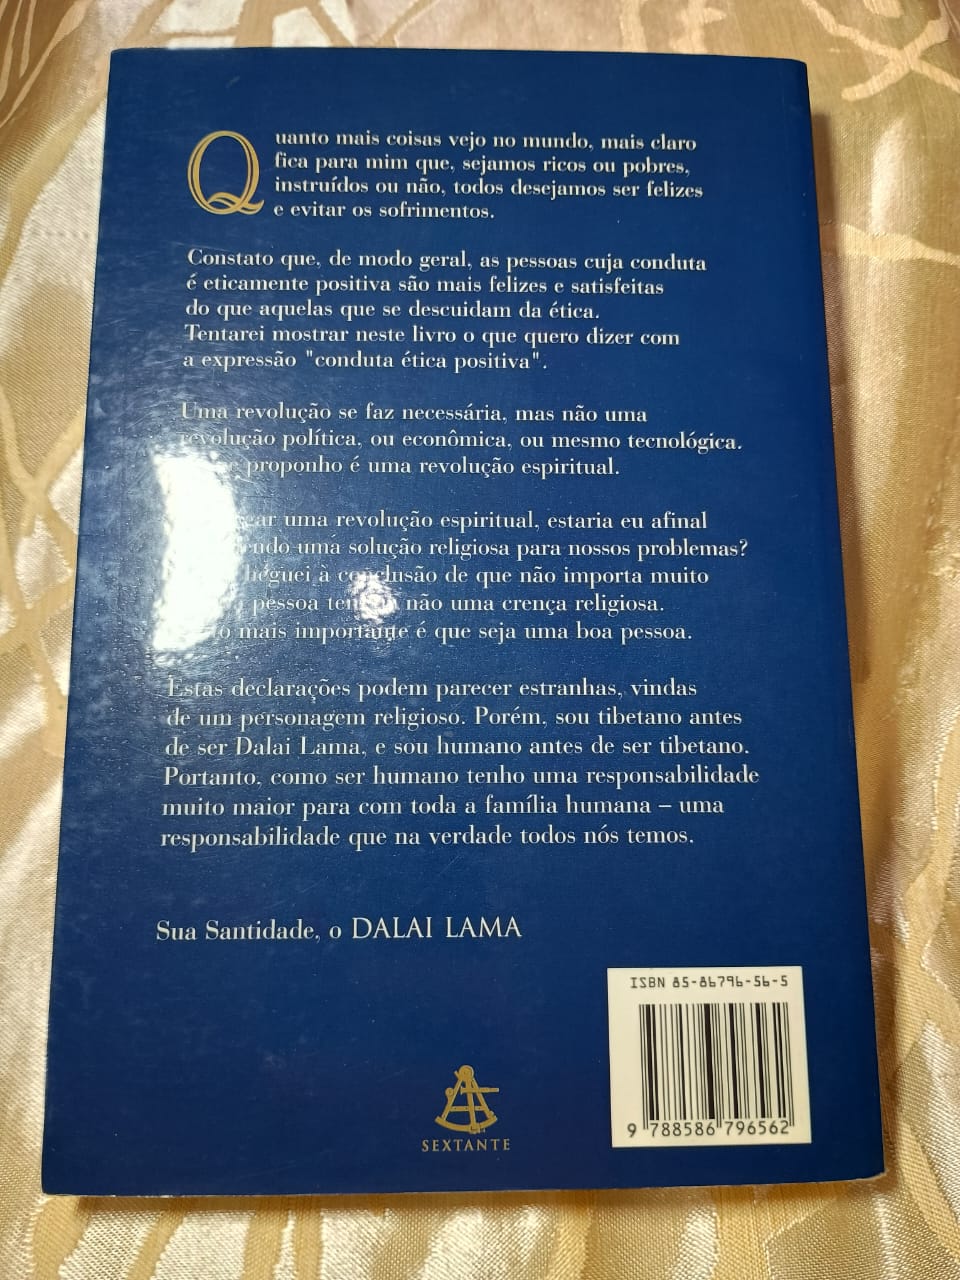 Quanto mais coisas vejo no mundo, mais claro
fica para mim que, sejamos ricos ou pobres,
instruídos ou não, todos desejamos ser felizes
e evitar os sofrimentos.
Constato que, de modo geral, as pessoas cuja conduta
é eticamente positiva são mais felizes e satisfeitas
do que aquelas que se descuidam da ética.
Tentarei mostrar neste livro o que quero dizer com
a expressão "conduta ética positiva".
Uma revolução se faz necessária, mas não uma
revolução política, ou econômica, ou mesmo tecnológica.
proponho é uma revolução espiritual.
uma revolução espiritual, estaria eu afinal
uma solução religiosa para nossos problemas?
cheguei à conclusão de que não importa muito
pessoa não uma crença religiosa.
mais importante é que seja uma boa pessoa.
Estas declarações podem parecer estranhas, vindas
de um personagem religioso. Porém, sou tibetano antes
de ser Dalai Lama, e sou humano antes de ser tibetano.
Portanto, como ser humano tenho uma responsabilidade
muito maior para com toda a família humana – uma
responsabilidade que na verdade todos nós temos.
Sua Santidade, o DALAI LAMA
ISBN 85-86796-56-5
9 788586 796562
SEXTANTE